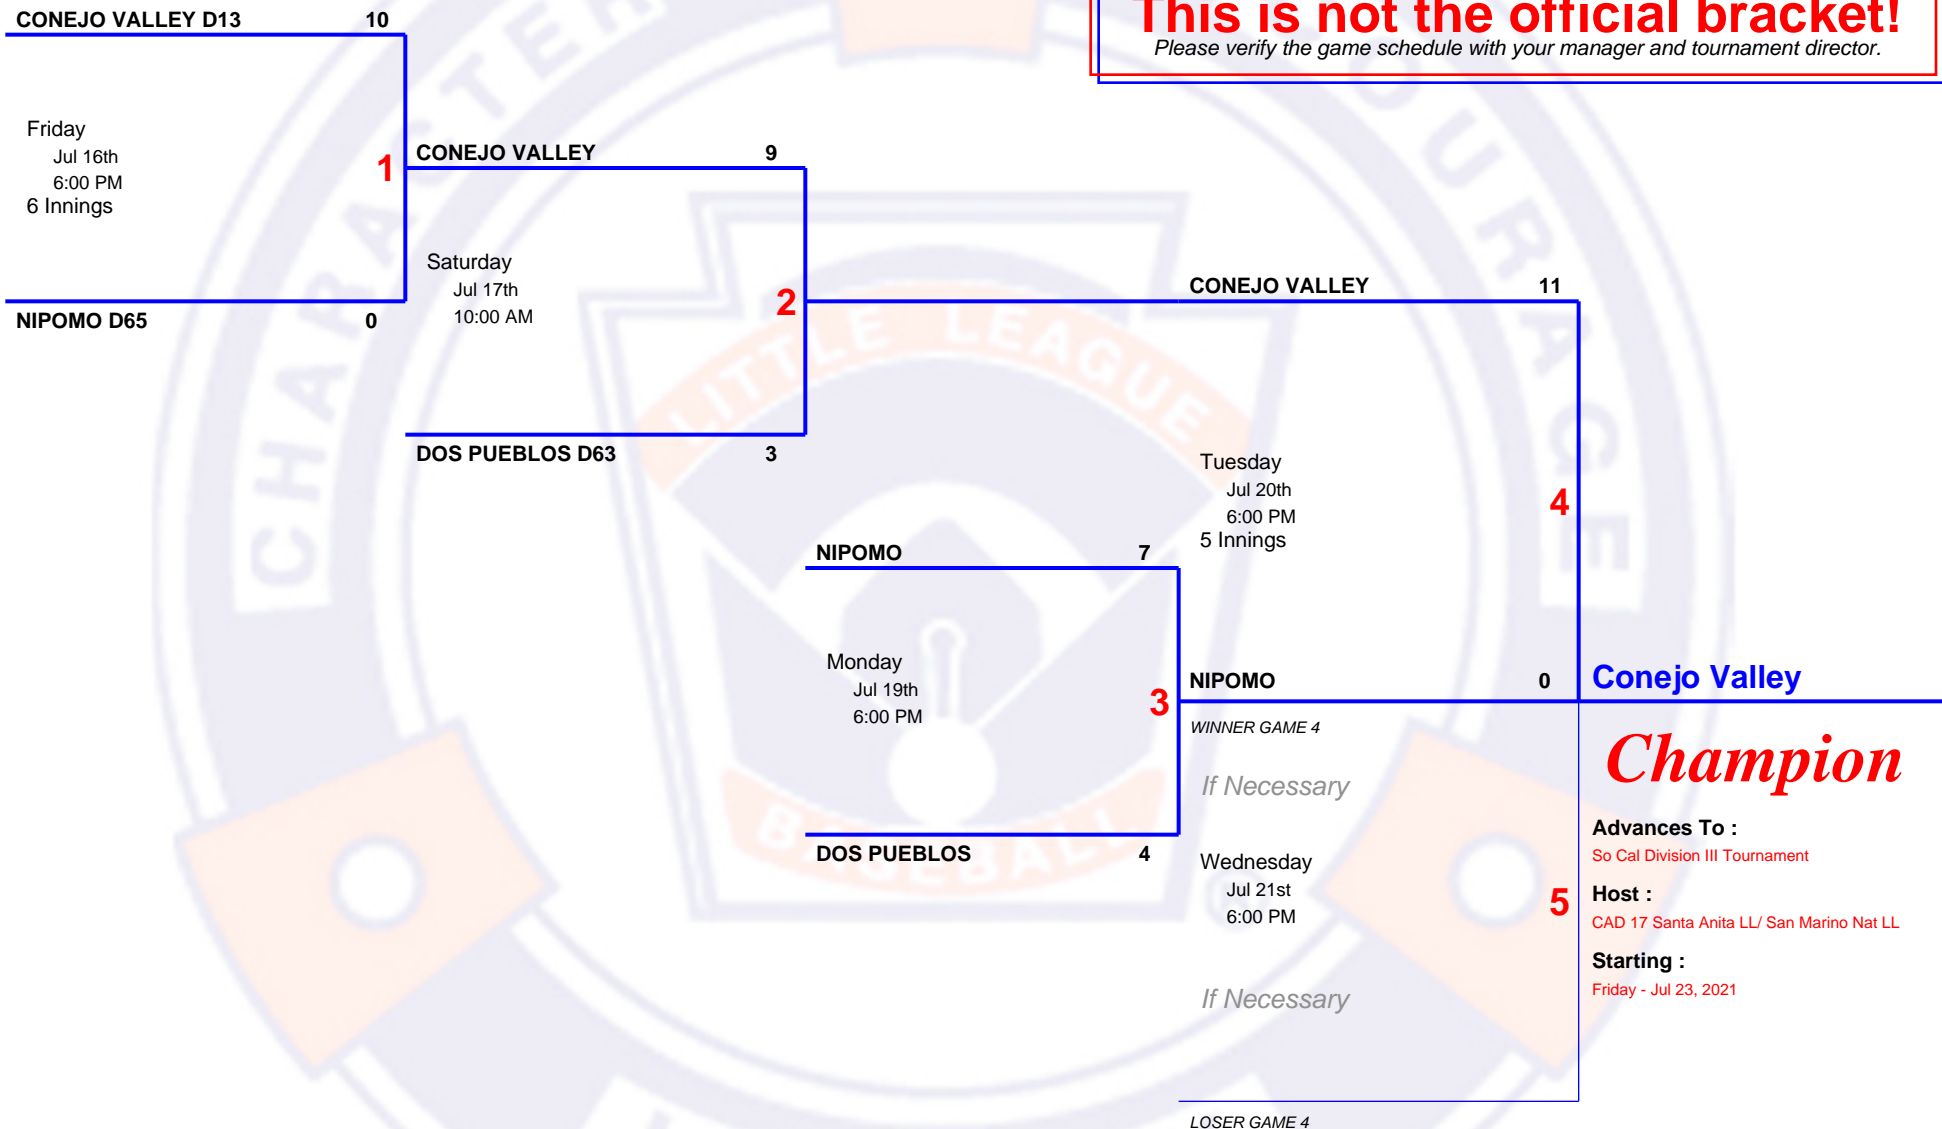 This is not the official bracket!
Please verify the game schedule with your manager and tournament director.
CONEJO VALLEY D13 10
Friday
Jul 16th
6:00 PM
6 Innings
1
NIPOMO D65 0
CONEJO VALLEY 9
Saturday
Jul 17th
10:00 AM
2
DOS PUEBLOS D63 3
NIPOMO 7
Monday
Jul 19th
6:00 PM
3
DOS PUEBLOS 4
CONEJO VALLEY 11
Tuesday
Jul 20th
6:00 PM
5 Innings
4
NIPOMO 0
WINNER GAME 4
If Necessary
Wednesday
Jul 21st
6:00 PM
5
If Necessary
LOSER GAME 4
Conejo Valley
Champion
Advances To :
So Cal Division III Tournament
Host :
CAD 17 Santa Anita LL/ San Marino Nat LL
Starting :
Friday - Jul 23, 2021
LITTLE LEAGUE
BASEBALL
®
CHARACTER
COURAGE